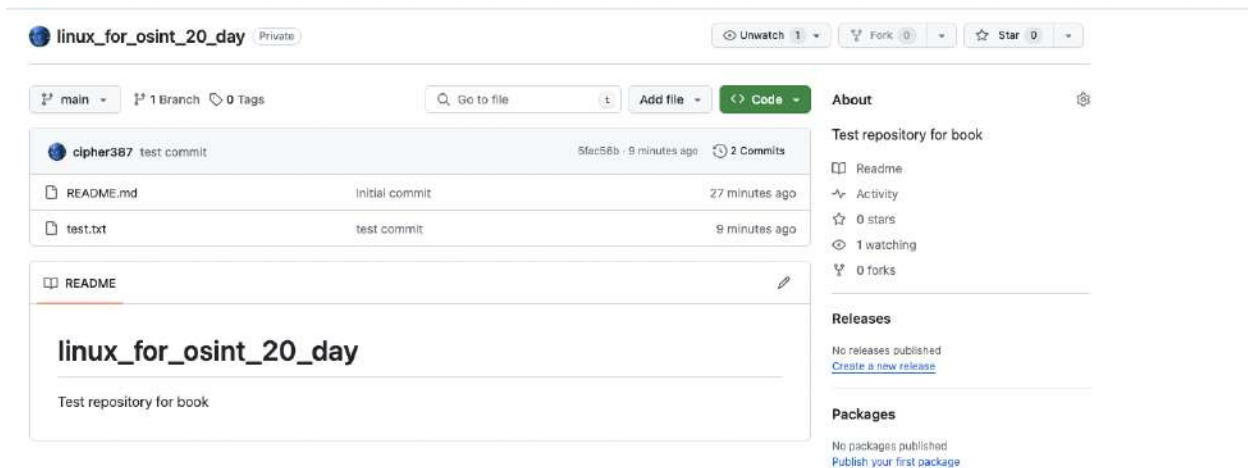 linux_for_osint_20_day Private
Unwatch 1 Fork 0 Star 0
main 1 Branch 0 Tags Go to file t Add file Code
cipher387 test commit 5fac56b · 9 minutes ago 2 Commits
README.md Initial commit 27 minutes ago
test.txt test commit 9 minutes ago
README
linux_for_osint_20_day
Test repository for book
About
Test repository for book
Readme
Activity
0 stars
1 watching
0 forks
Releases
No releases published
Create a new release
Packages
No packages published
Publish your first package